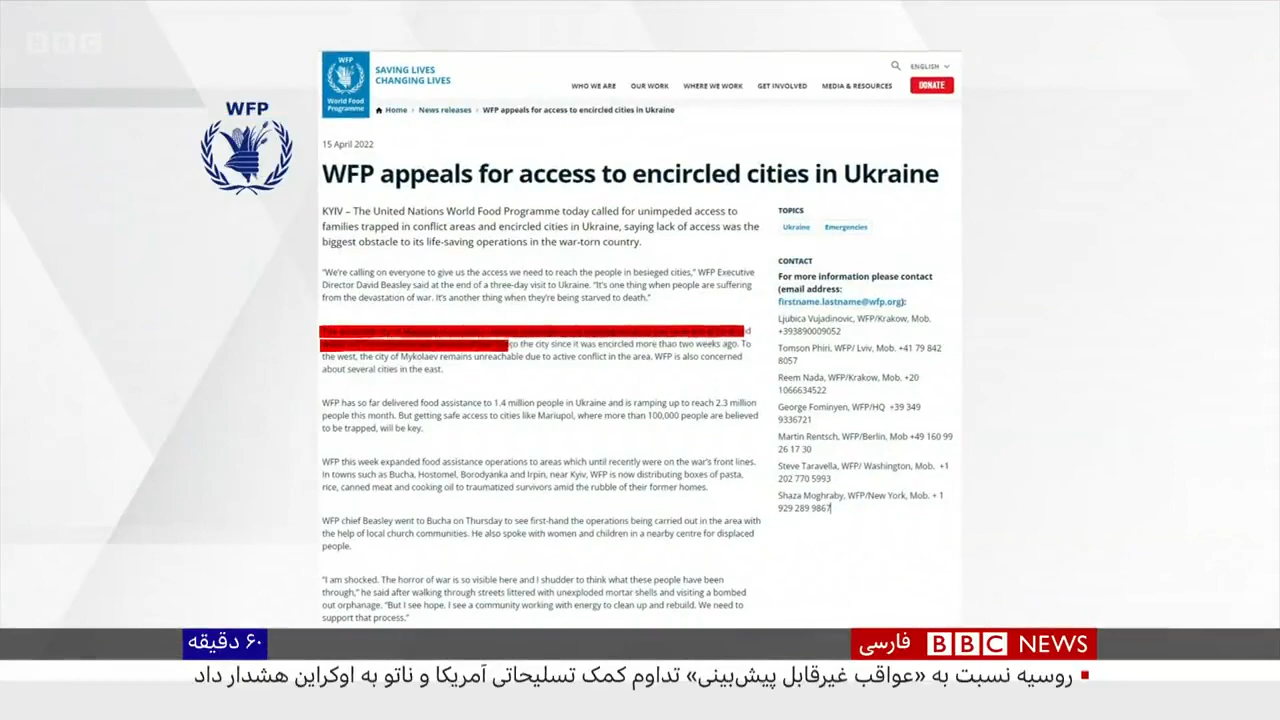 BBC
WFP
WFP
World Food
Programme
SAVING LIVES
CHANGING LIVES
ENGLISH
WHO WE ARE
OUR WORK
WHERE WE WORK
GET INVOLVED
MEDIA & RESOURCES
DONATE
Home › News releases › WFP appeals for access to encircled cities in Ukraine
15 April 2022
WFP appeals for access to encircled cities in Ukraine
KYIV – The United Nations World Food Programme today called for unimpeded access to
families trapped in conflict areas and encircled cities in Ukraine, saying lack of access was the
biggest obstacle to its life-saving operations in the war-torn country.
"We're calling on everyone to give us the access we need to reach the people in besieged cities," WFP Executive
Director David Beasley said at the end of a three-day visit to Ukraine. "It's one thing when people are suffering
from the devastation of war. It's another thing when they're being starved to death."
the city since it was encircled more than two weeks ago. To
the west, the city of Mykolaev remains unreachable due to active conflict in the area. WFP is also concerned
about several cities in the east.
WFP has so far delivered food assistance to 1.4 million people in Ukraine and is ramping up to reach 2.3 million
people this month. But getting safe access to cities like Mariupol, where more than 100,000 people are believed
to be trapped, will be key.
WFP this week expanded food assistance operations to areas which until recently were on the war's front lines.
In towns such as Bucha, Hostomel, Borodyanka and Irpin, near Kyiv, WFP is now distributing boxes of pasta,
rice, canned meat and cooking oil to traumatized survivors amid the rubble of their former homes.
WFP chief Beasley went to Bucha on Thursday to see first-hand the operations being carried out in the area with
the help of local church communities. He also spoke with women and children in a nearby centre for displaced
people.
"I am shocked. The horror of war is so visible here and I shudder to think what these people have been
through," he said after walking through streets littered with unexploded mortar shells and visiting a bombed
out orphanage. "But I see hope. I see a community working with energy to clean up and rebuild. We need to
support that process."
TOPICS
Ukraine
Emergencies
CONTACT
For more information please contact
(email address:
firstname.lastname@wfp.org):
Ljubica Vujadinovic, WFP/Krakow, Mob.
+393890009052
Tomson Phiri, WFP/ Lviv, Mob. +41 79 842
8057
Reem Nada, WFP/Krakow, Mob. +20
1066634522
George Fominyen, WFP/HQ +39 349
9336721
Martin Rentsch, WFP/Berlin, Mob +49 160 99
26 17 30
Steve Taravella, WFP/ Washington, Mob. +1
202 770 5993
Shaza Moghraby, WFP/New York, Mob. + 1
929 289 9867
۶۰ دقیقه
BBC NEWS فارسی
روسیه نسبت به «عواقب غیرقابل پیش‌بینی» تداوم کمک تسلیحاتی آمریکا و ناتو به اوکراین هشدار داد